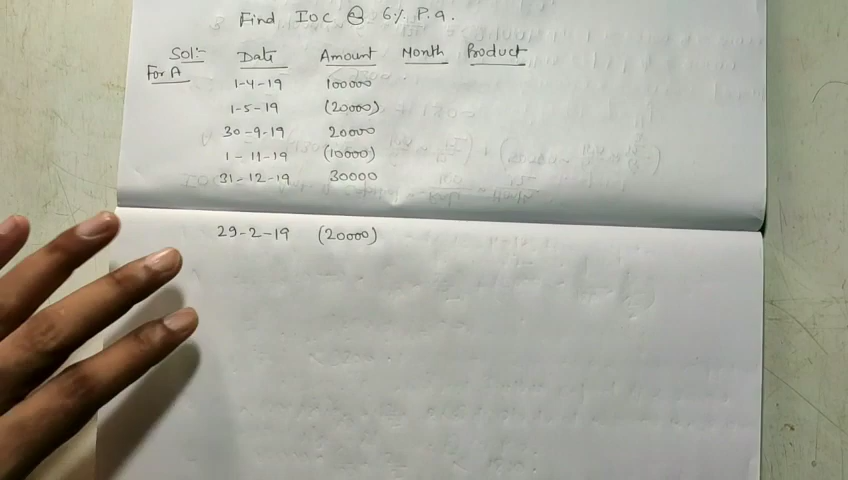 Find IOC @ 6% P.a.
Sol:- Date Amount Month Product
For A
1-4-19 100000
1-5-19 (20000)
30-9-19 20000
1-11-19 (10000)
31-12-19 30000
29-2-19 (20000)